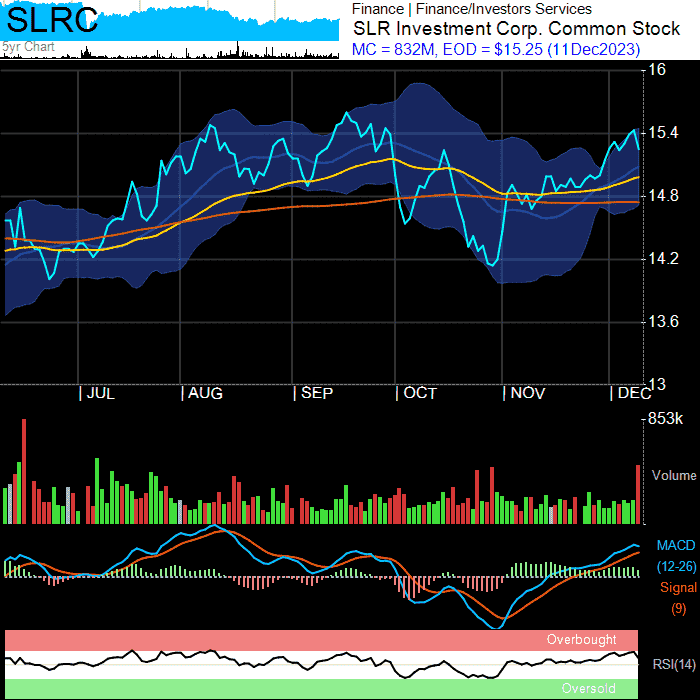 SLRC
5yr Chart
Finance | Finance/Investors Services
SLR Investment Corp. Common Stock
MC = 832M, EOD = $15.25 (11Dec2023)
16
15.4
14.8
14.2
13.6
13
| JUL | AUG | SEP | OCT | NOV | DEC
853k
Volume
MACD
(12-26)
Signal
(9)
Overbought
RSI(14)
Oversold